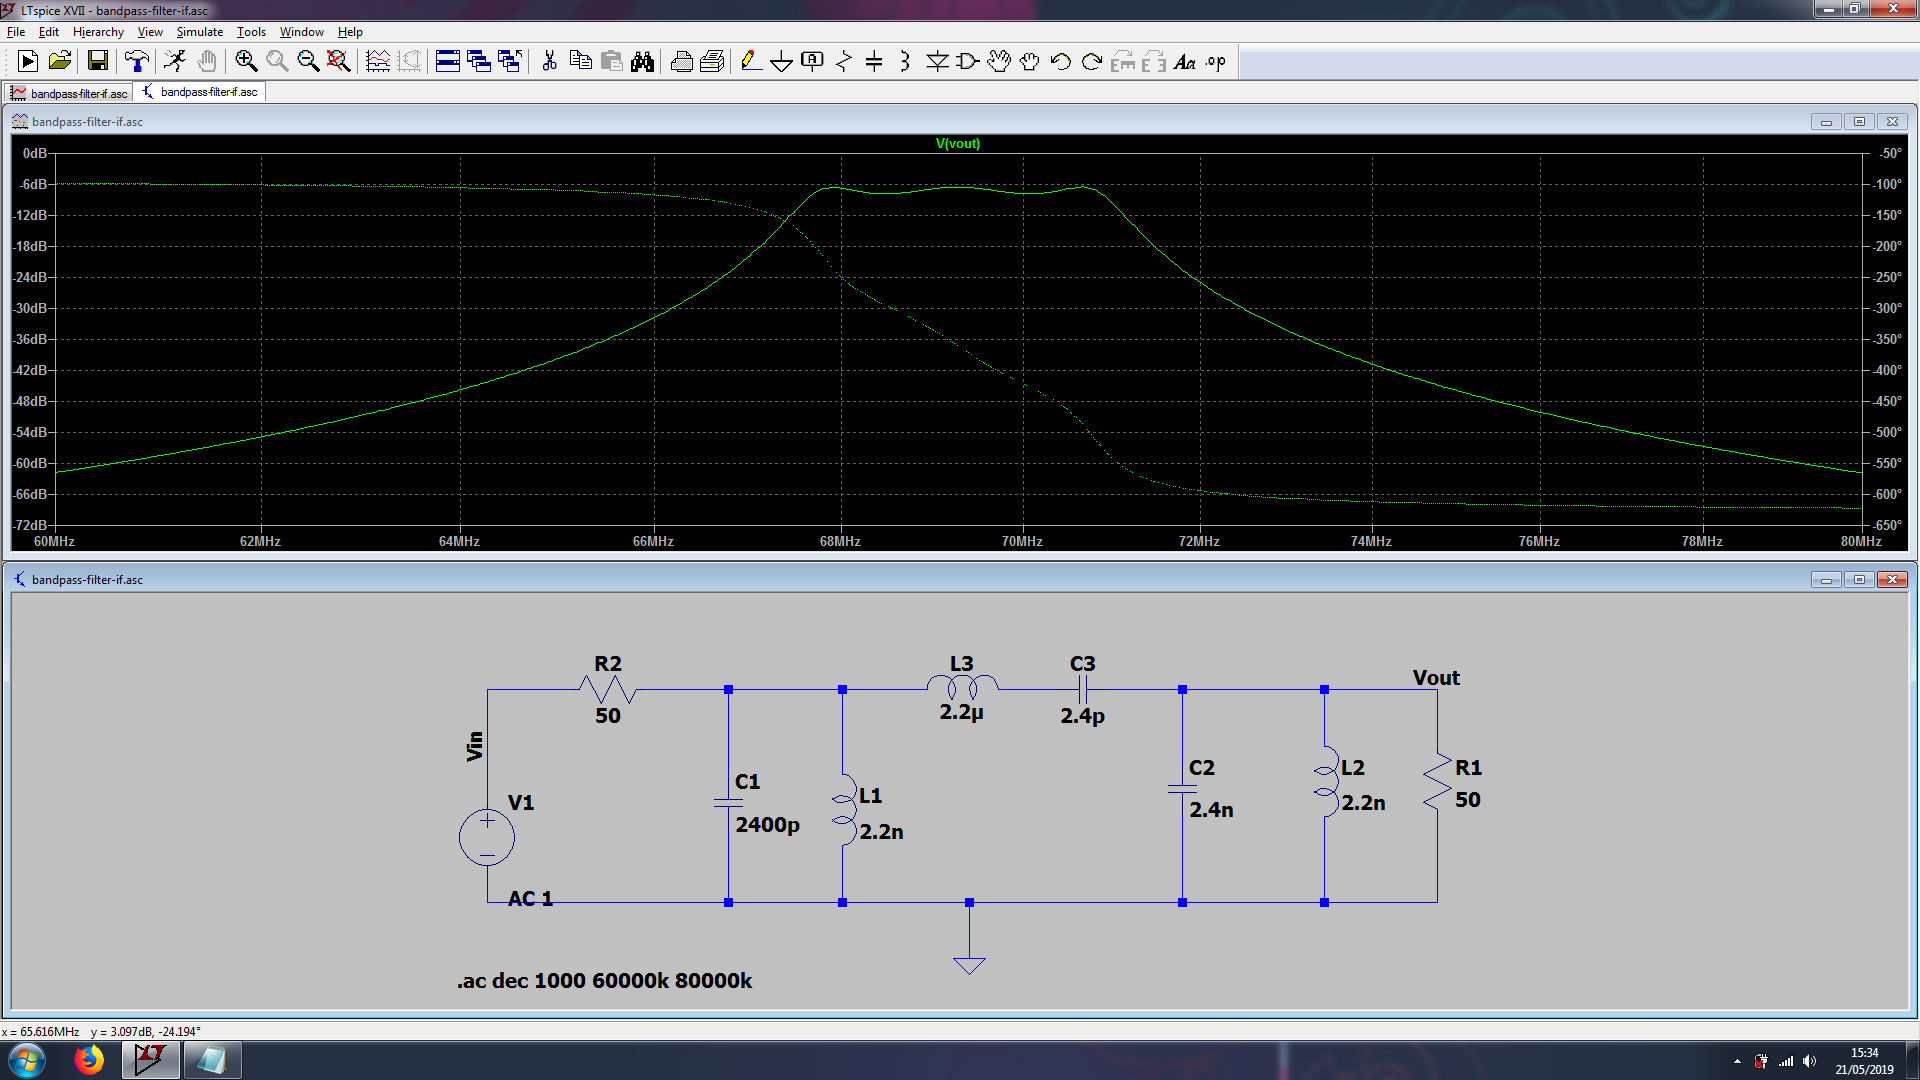 LTspice XVII - bandpass-filter-if.asc
File Edit Hierarchy View Simulate Tools Window Help
bandpass-filter-if.asc bandpass-filter-if.asc
bandpass-filter-if.asc
V(vout)
0dB -50°
-6dB -100°
-12dB -150°
-18dB -200°
-24dB -250°
-30dB -300°
-36dB -350°
-42dB -400°
-48dB -450°
-54dB -500°
-60dB -550°
-66dB -600°
-72dB -650°
60MHz 62MHz 64MHz 66MHz 68MHz 70MHz 72MHz 74MHz 76MHz 78MHz 80MHz
bandpass-filter-if.asc
R2 L3 C3 Vout
50 2.2µ 2.4p
Vin
V1 C1 L1 C2 L2 R1
2400p 2.2n 2.4n 2.2n 50
AC 1
.ac dec 1000 60000k 80000k
x = 65.616MHz y = 3.097dB, -24.194°
15:34
21/05/2019